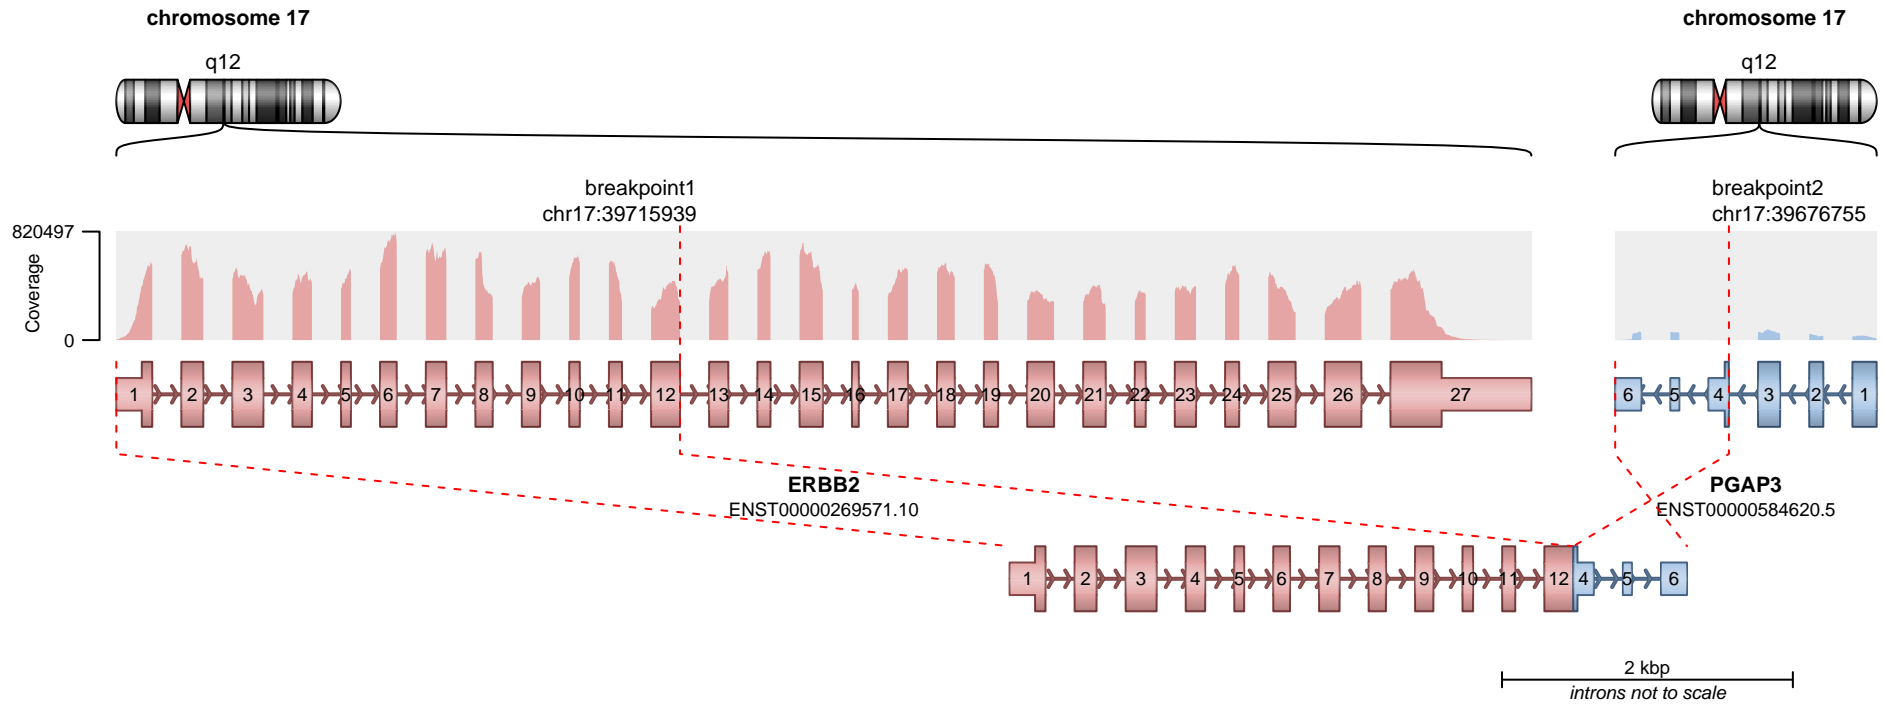 chromosome 17
chromosome 17
q12
q12
breakpoint1
chr17:39715939
breakpoint2
chr17:39676755
820497
Coverage
0
1 2 3 4 5 6 7 8 9 10 11 12 13 14 15 16 17 18 19 20 21 22 23 24 25 26 27
6 5 4 3 2 1
ERBB2
ENST00000269571.10
PGAP3
ENST00000584620.5
1 2 3 4 5 6 7 8 9 10 11 12 4 5 6
2 kbp
introns not to scale